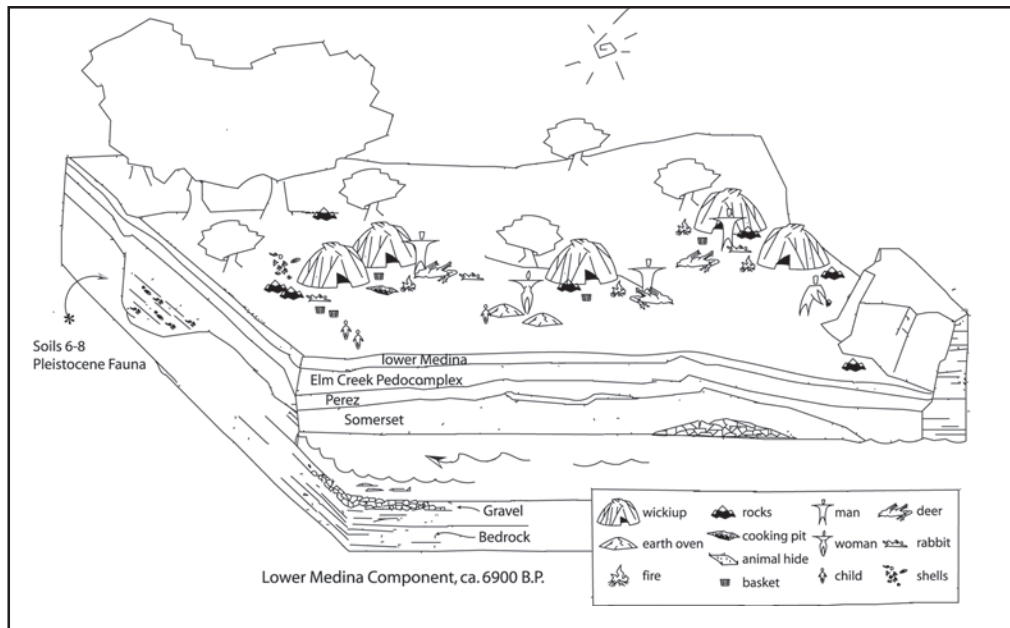 Soils 6-8
Pleistocene Fauna
lower Medina
Elm Creek Pedocomplex
Perez
Somerset
Gravel
Bedrock
Lower Medina Component, ca. 6900 B.P.
wickiup
rocks
man
deer
earth oven
cooking pit
animal hide
woman
rabbit
fire
basket
child
shells